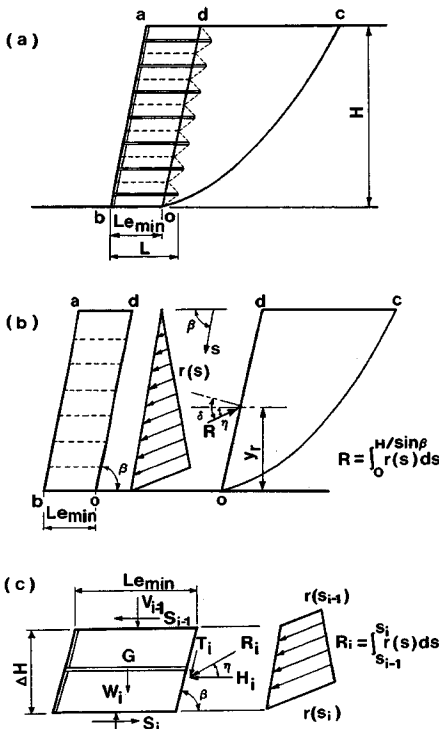 (a)
a d c
H
b Le_min o
L
(b)
a d β s d c
r(s)
δ η
R
y_r
R = ∫_0^{H/sinβ} r(s) ds
β
b o o
Le_min
(c)
Le_min
V_{i-1} S_{i-1}
r(s_{i-1})
ΔH
G
T_i R_i
η
H_i
W_i
β
R_i = ∫_{s_{i-1}}^{s_i} r(s) ds
S_i
r(s_i)